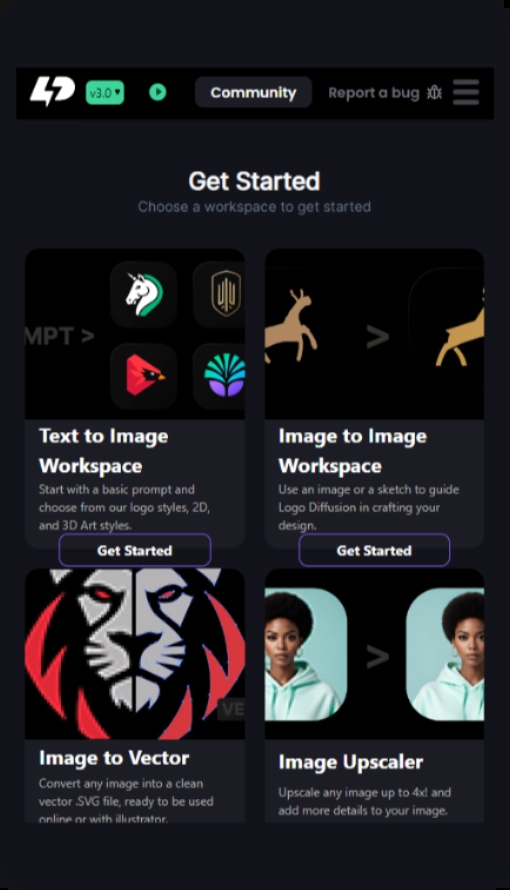 v3.0 ♥
Community
Report a bug
Get Started
Choose a workspace to get started
MPT >
>
Text to Image
Workspace
Start with a basic prompt and
choose from our logo styles, 2D,
and 3D Art styles.
Get Started
Image to Image
Workspace
Use an image or a sketch to guide
Logo Diffusion in crafting your
design.
Get Started
VE
>
Image to Vector
Convert any image into a clean
vector .SVG file, ready to be used
online or with illustrator.
Image Upscaler
Upscale any image up to 4x! and
add more details to your image.